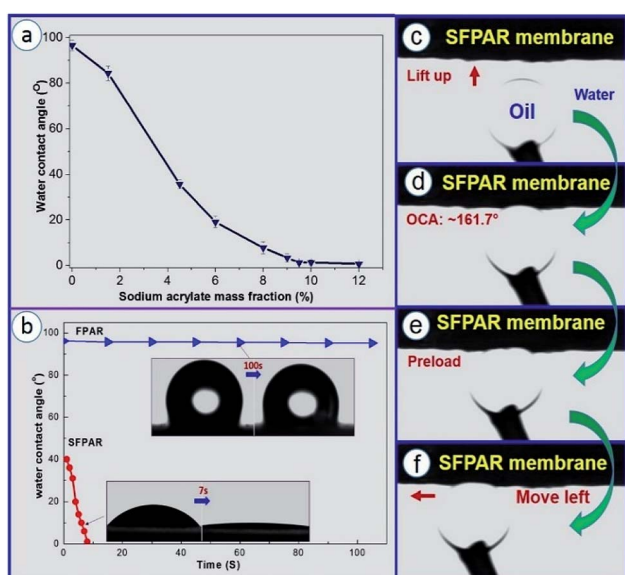 a
100
80
60
40
20
0
Water contact angle (°)
0 2 4 6 8 10 12
Sodium acrylate mass fraction (%)
b
100
80
60
40
20
0
water contact angle (°)
FPAR
100s
SFPAR
7s
0 20 40 60 80 100
Time (S)
c SFPAR membrane
Lift up
Water
Oil
d SFPAR membrane
OCA: ~161.7°
e SFPAR membrane
Preload
f SFPAR membrane
Move left